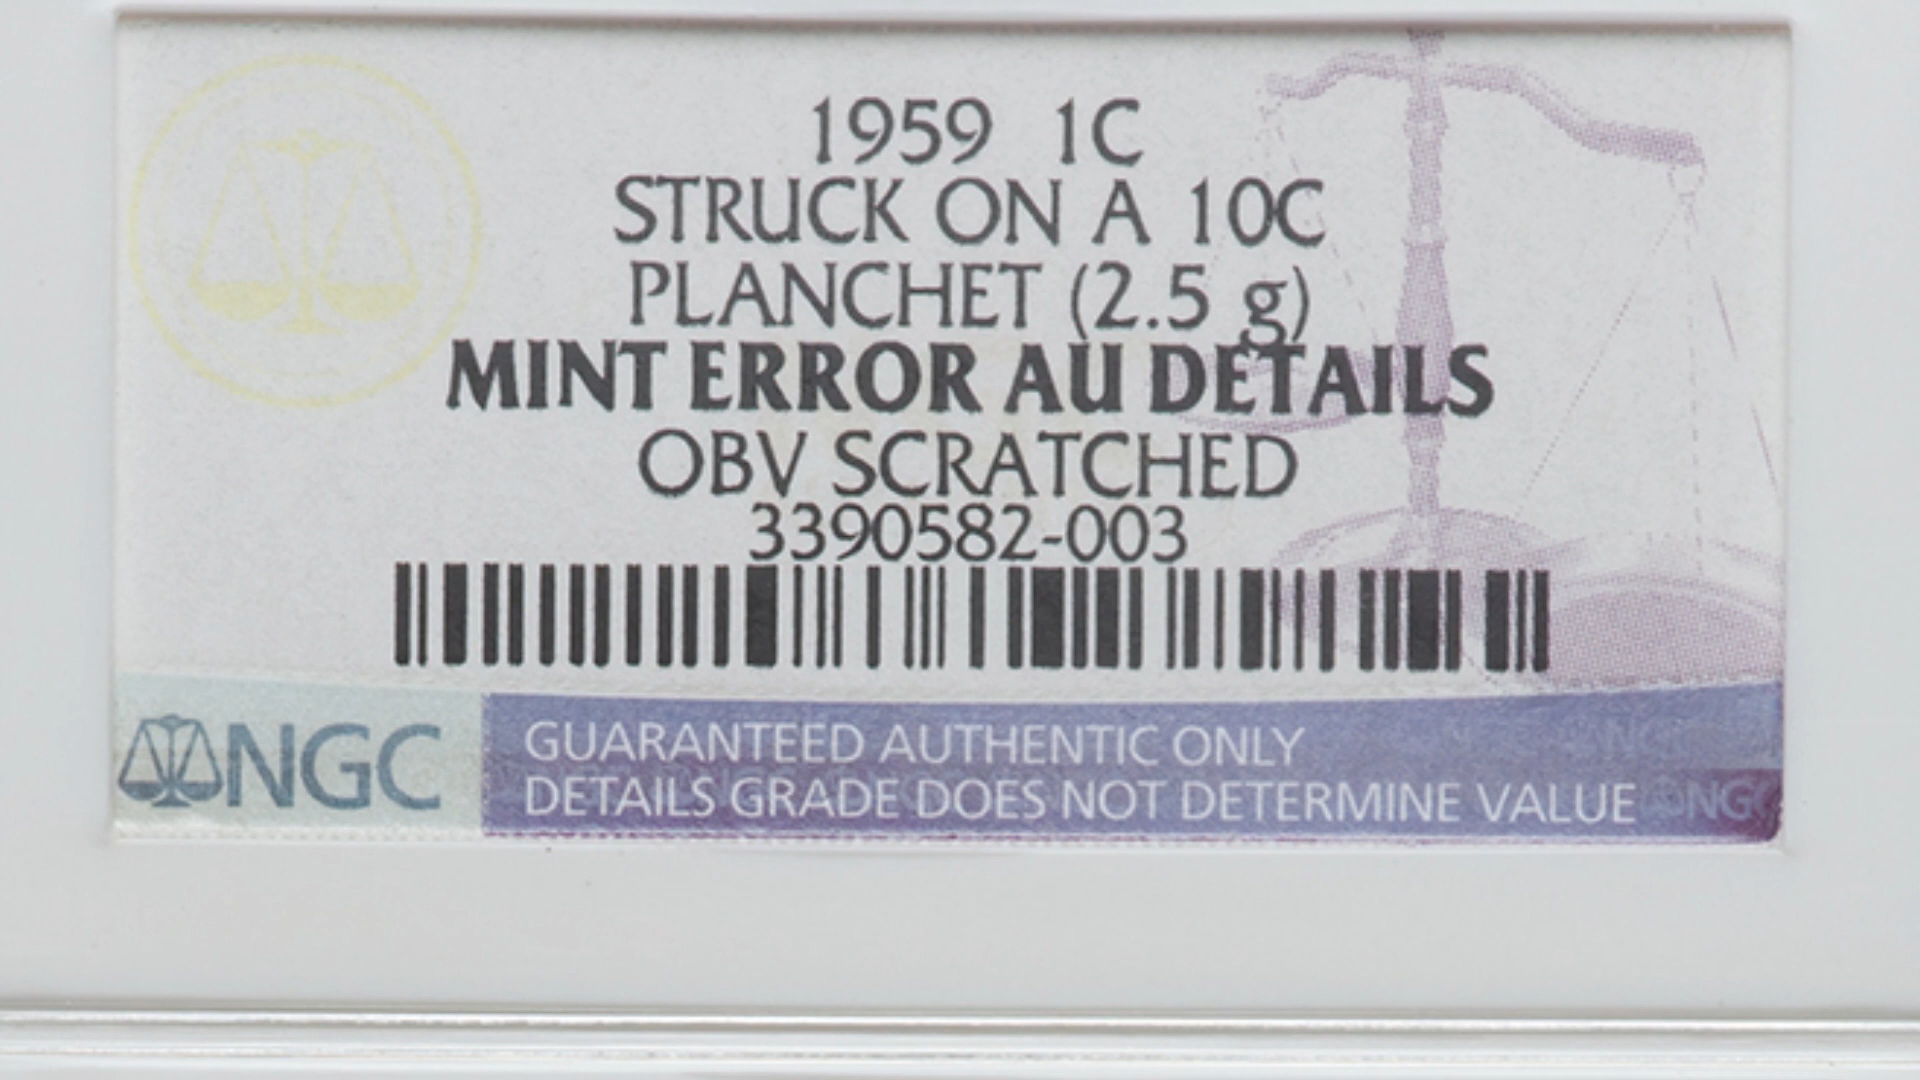 1959 1C
STRUCK ON A 10C
PLANCHET (2.5 g)
MINT ERROR AU DETAILS
OBV SCRATCHED
3390582-003
NGC
GUARANTEED AUTHENTIC ONLY
DETAILS GRADE DOES NOT DETERMINE VALUE
NGC